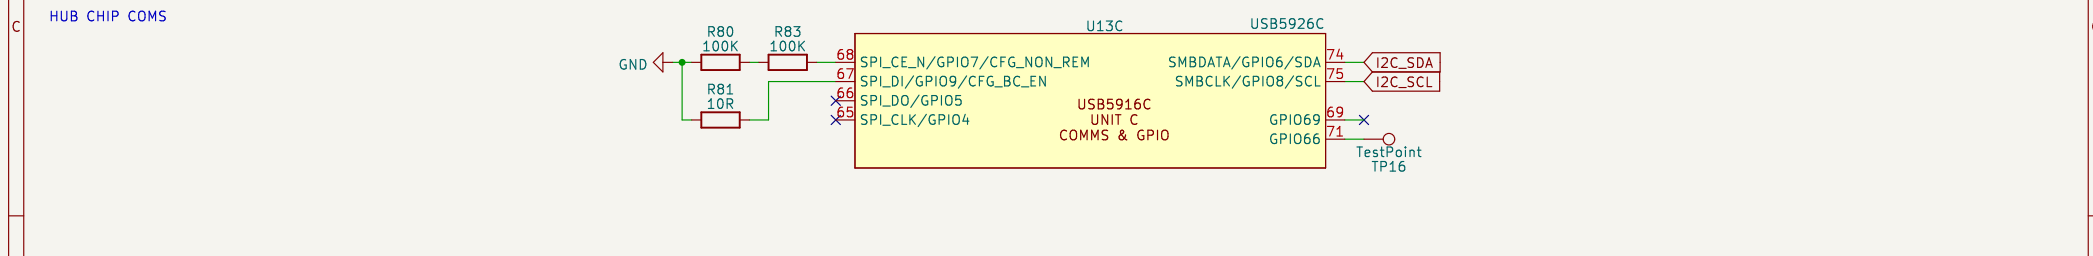 C
HUB CHIP COMS
GND
R80
100K
R83
100K
R81
10R
U13C
USB5926C
68
67
66
65
SPI_CE_N/GPIO7/CFG_NON_REM
SPI_DI/GPIO9/CFG_BC_EN
SPI_DO/GPIO5
SPI_CLK/GPIO4
USB5916C
UNIT C
COMMS & GPIO
SMBDATA/GPIO6/SDA
SMBCLK/GPIO8/SCL
GPIO69
GPIO66
74
75
69
71
I2C_SDA
I2C_SCL
TestPoint
TP16